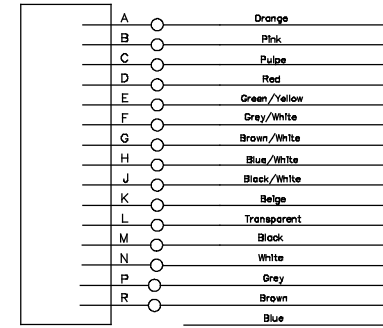 A Orange
B Pink
C Pulpe
D Red
E Green/Yellow
F Grey/White
G Brown/White
H Blue/White
J Black/White
K Beige
L Transparent
M Black
N White
P Grey
R Brown
Blue